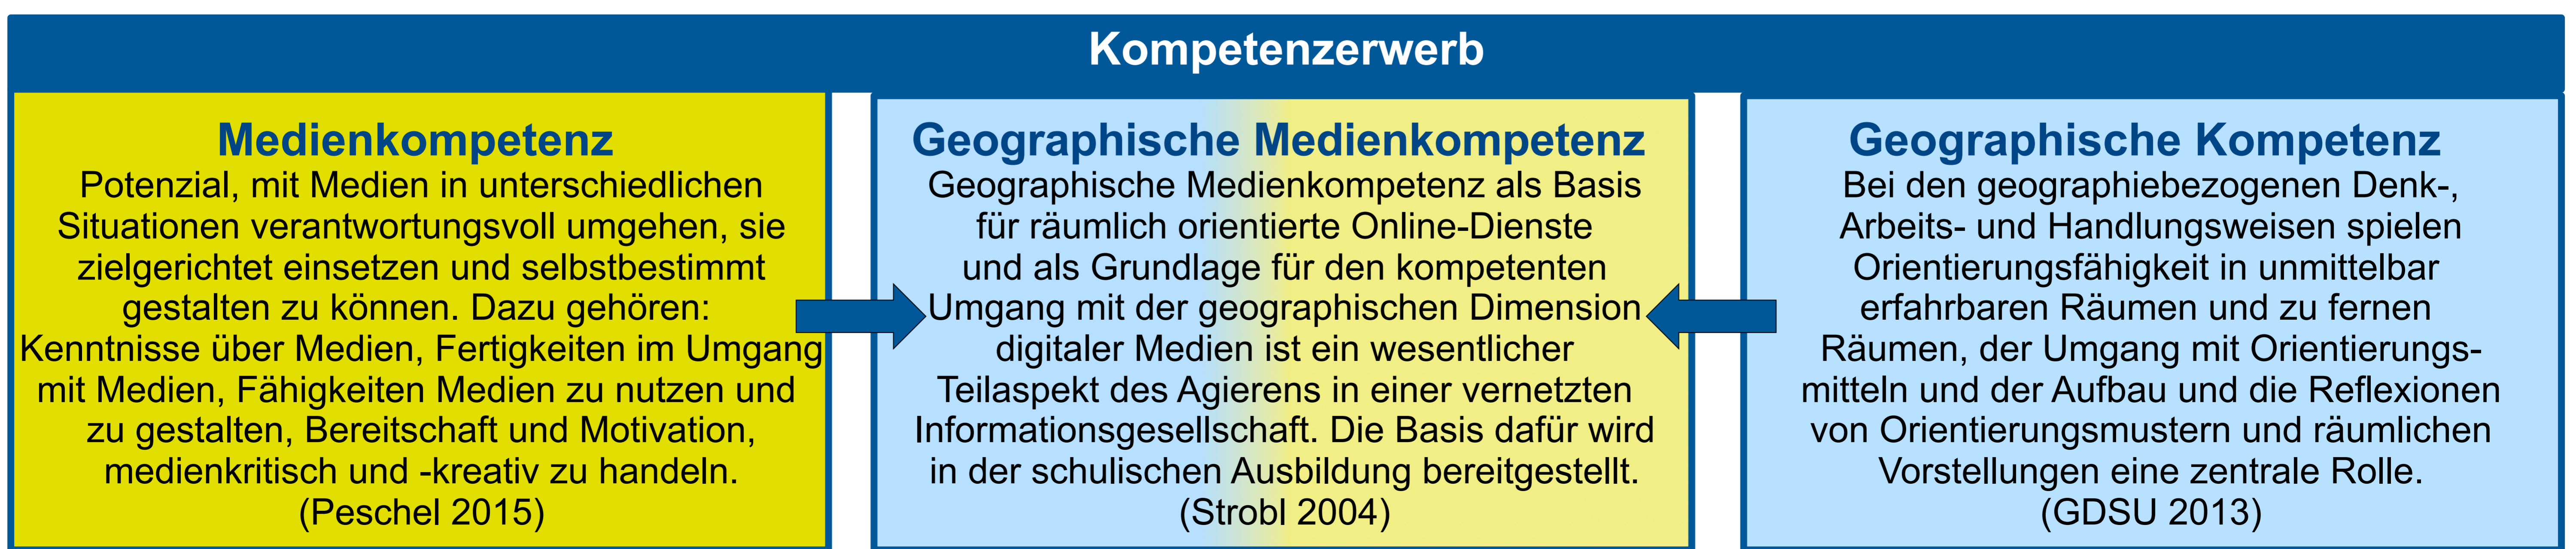 Kompetenzerwerb
Medienkompetenz
Potenzial, mit Medien in unterschiedlichen
Situationen verantwortungsvoll umgehen, sie
zielgerichtet einsetzen und selbstbestimmt
gestalten zu können. Dazu gehören:
Kenntnisse über Medien, Fertigkeiten im Umgang
mit Medien, Fähigkeiten Medien zu nutzen und
zu gestalten, Bereitschaft und Motivation,
medienkritisch und -kreativ zu handeln.
(Peschel 2015)
Geographische Medienkompetenz
Geographische Medienkompetenz als Basis
für räumlich orientierte Online-Dienste
und als Grundlage für den kompetenten
Umgang mit der geographischen Dimension
digitaler Medien ist ein wesentlicher
Teilaspekt des Agierens in einer vernetzten
Informationsgesellschaft. Die Basis dafür wird
in der schulischen Ausbildung bereitgestellt.
(Strobl 2004)
Geographische Kompetenz
Bei den geographiebezogenen Denk-,
Arbeits- und Handlungsweisen spielen
Orientierungsfähigkeit in unmittelbar
erfahrbaren Räumen und zu fernen
Räumen, der Umgang mit Orientierungs-
mitteln und der Aufbau und die Reflexionen
von Orientierungsmustern und räumlichen
Vorstellungen eine zentrale Rolle.
(GDSU 2013)